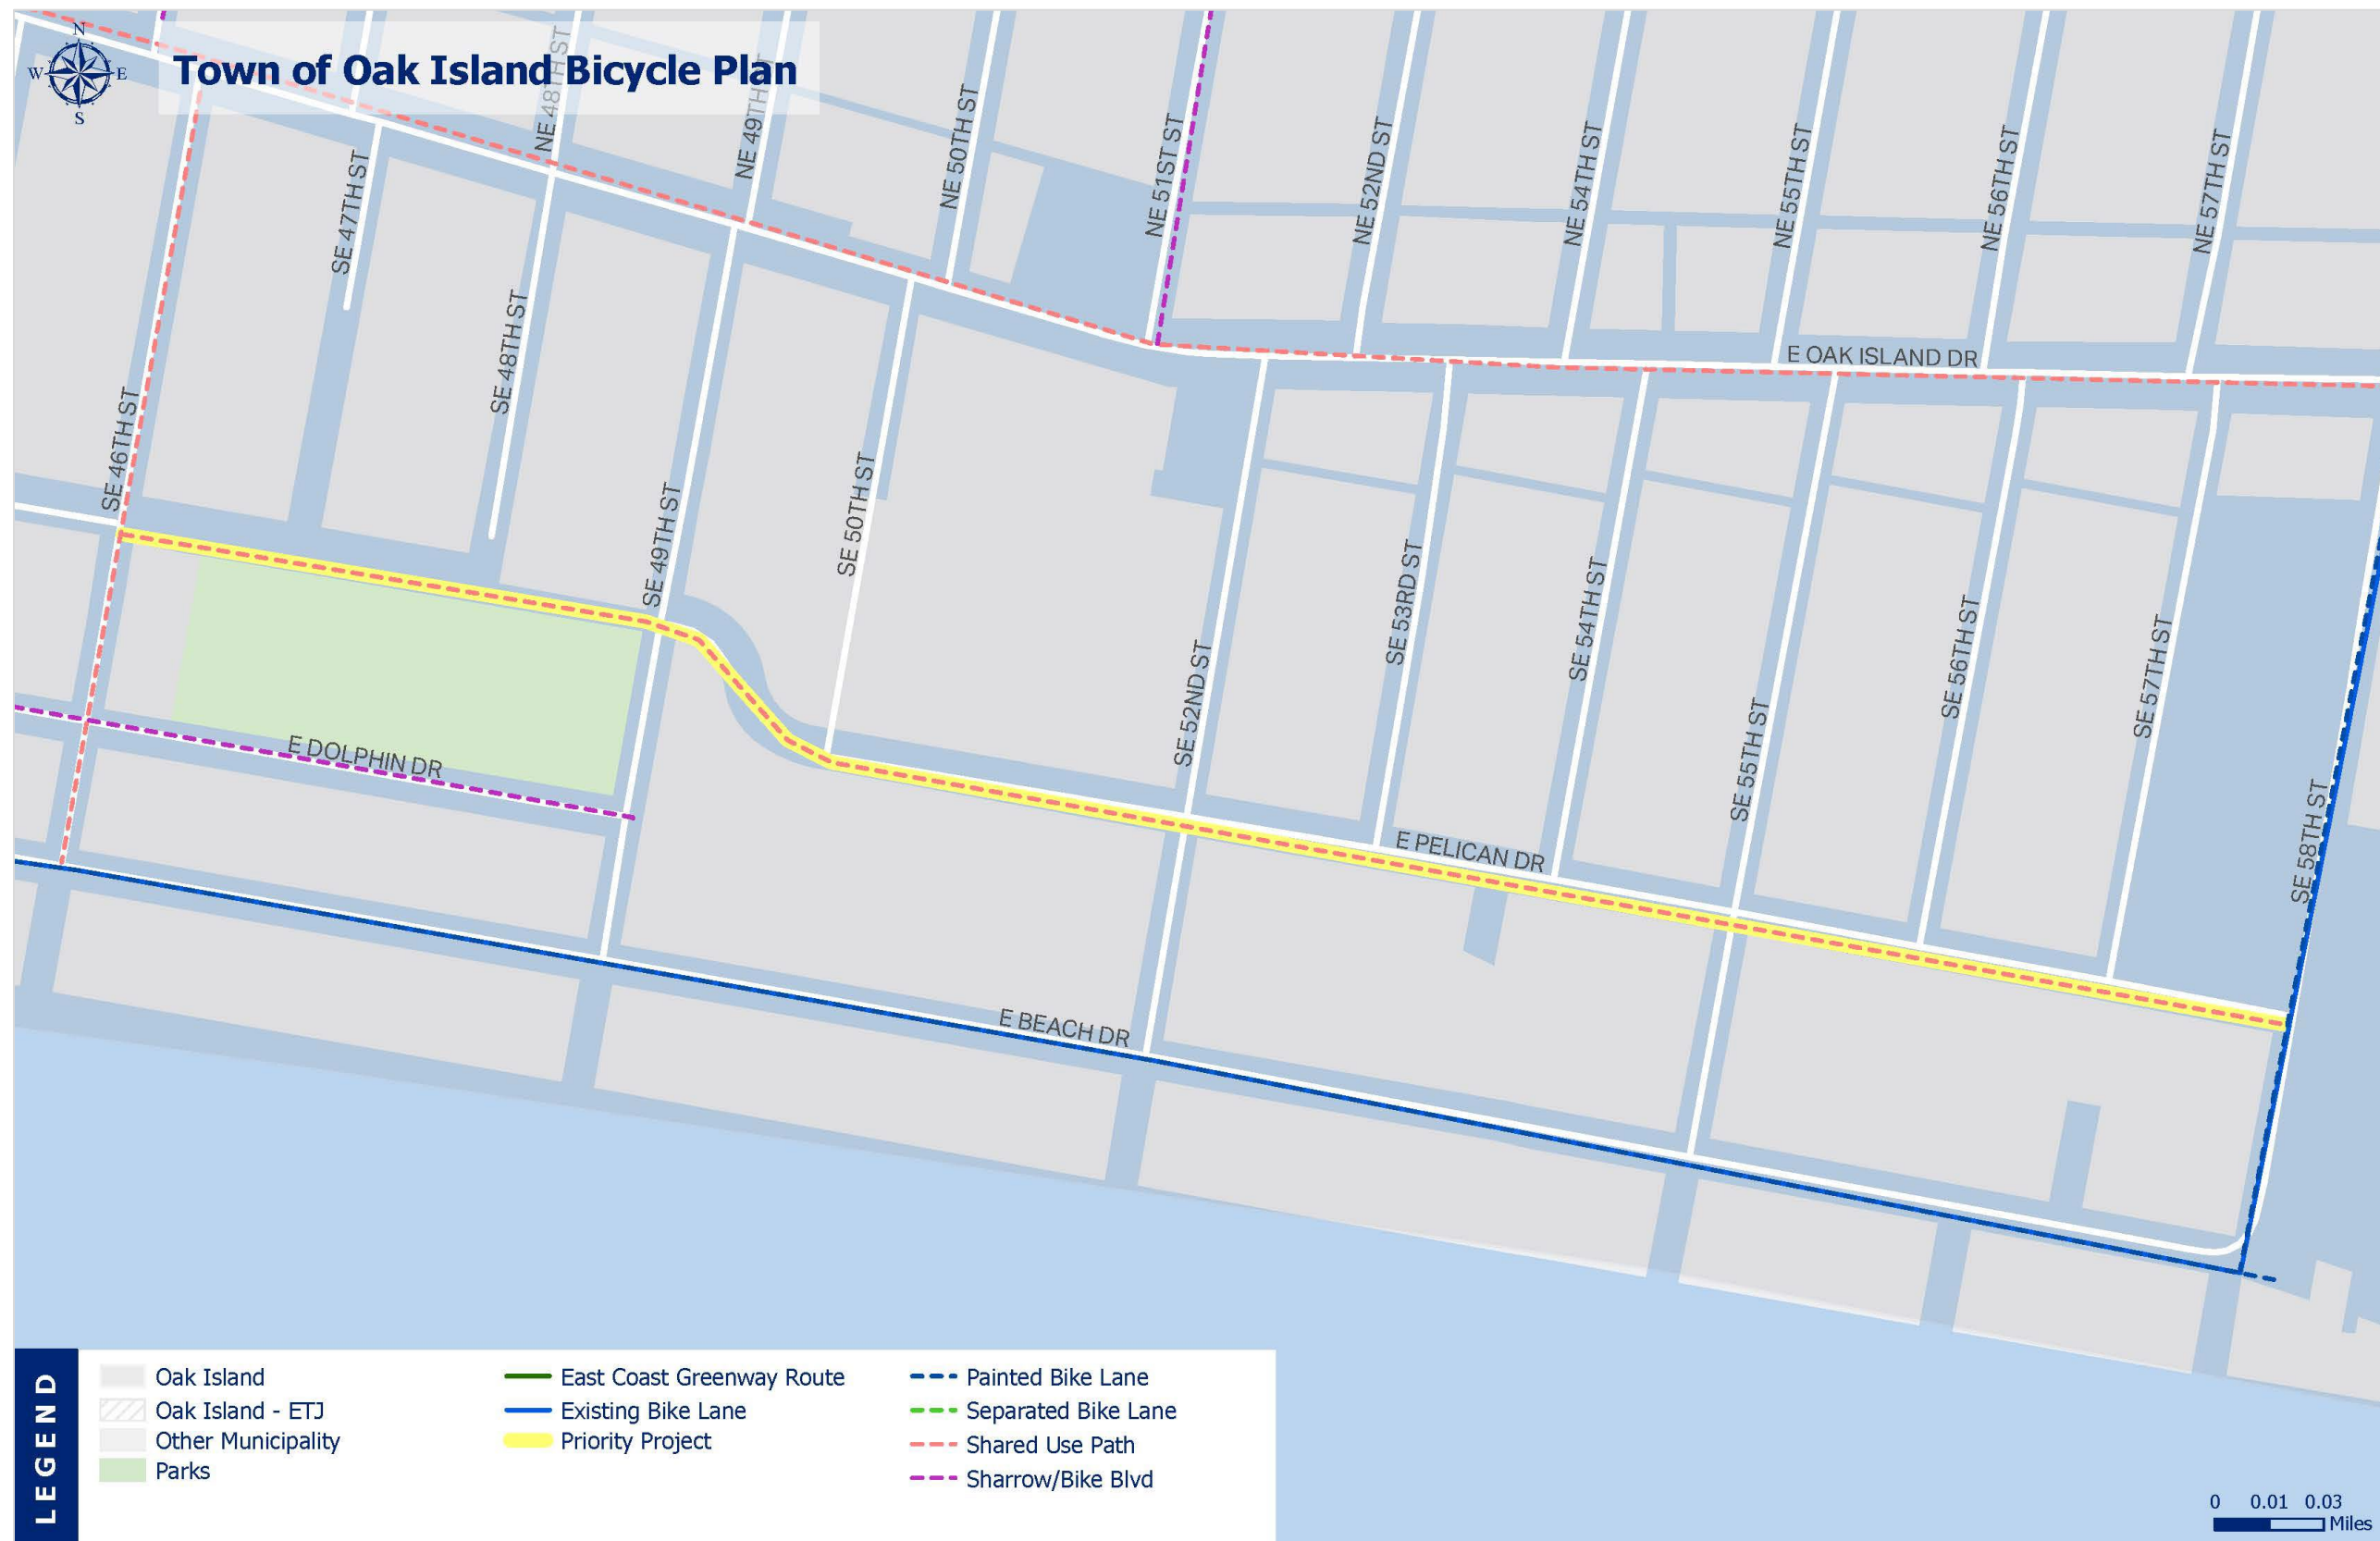 N
W E
S
Town of Oak Island Bicycle Plan
NE 48TH ST
NE 49TH ST
NE 50TH ST
NE 51ST ST
NE 52ND ST
NE 54TH ST
NE 55TH ST
NE 56TH ST
NE 57TH ST
SE 47TH ST
SE 48TH ST
E OAK ISLAND DR
SE 46TH ST
SE 49TH ST
SE 50TH ST
SE 52ND ST
SE 53RD ST
SE 54TH ST
SE 55TH ST
SE 56TH ST
SE 57TH ST
SE 58TH ST
E DOLPHIN DR
E PELICAN DR
E BEACH DR
LEGEND
Oak Island
Oak Island - ETJ
Other Municipality
Parks
East Coast Greenway Route
Existing Bike Lane
Priority Project
Painted Bike Lane
Separated Bike Lane
Shared Use Path
Sharrow/Bike Blvd
0 0.01 0.03
Miles